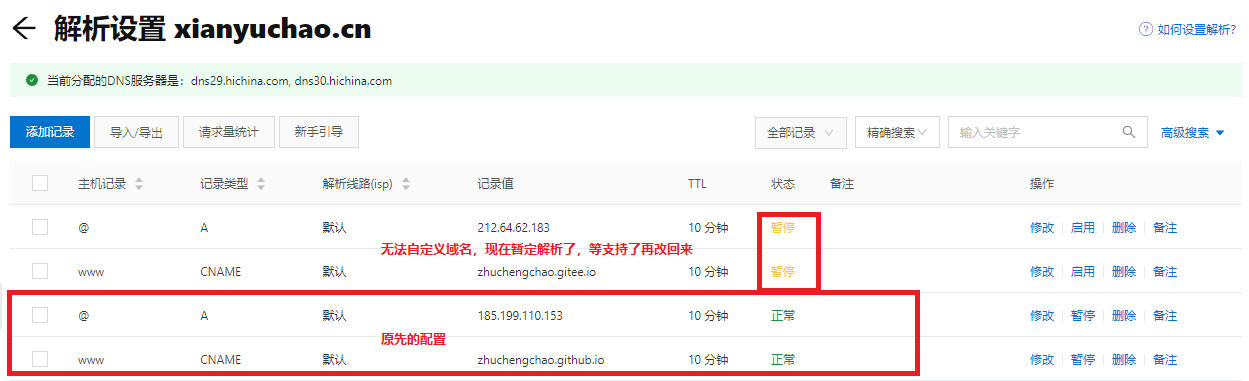 解析设置 xianyuchao.cn
如何设置解析?
当前分配的DNS服务器是：dns29.hichina.com, dns30.hichina.com
添加记录 导入/导出 请求量统计 新手引导 全部记录 精确搜索 输入关键字 高级搜索
主机记录 记录类型 解析线路(isp) 记录值 TTL 状态 备注 操作
@ A 默认 212.64.62.183 10 分钟 暂停 修改 启用 删除 备注
无法自定义域名，现在暂定解析了，等支持了再改回来
www CNAME 默认 zhuchengchao.gitee.io 10 分钟 暂停 修改 启用 删除 备注
@ A 默认 185.199.110.153 10 分钟 正常 修改 暂停 删除 备注
原先的配置
www CNAME 默认 zhuchengchao.github.io 10 分钟 正常 修改 暂停 删除 备注